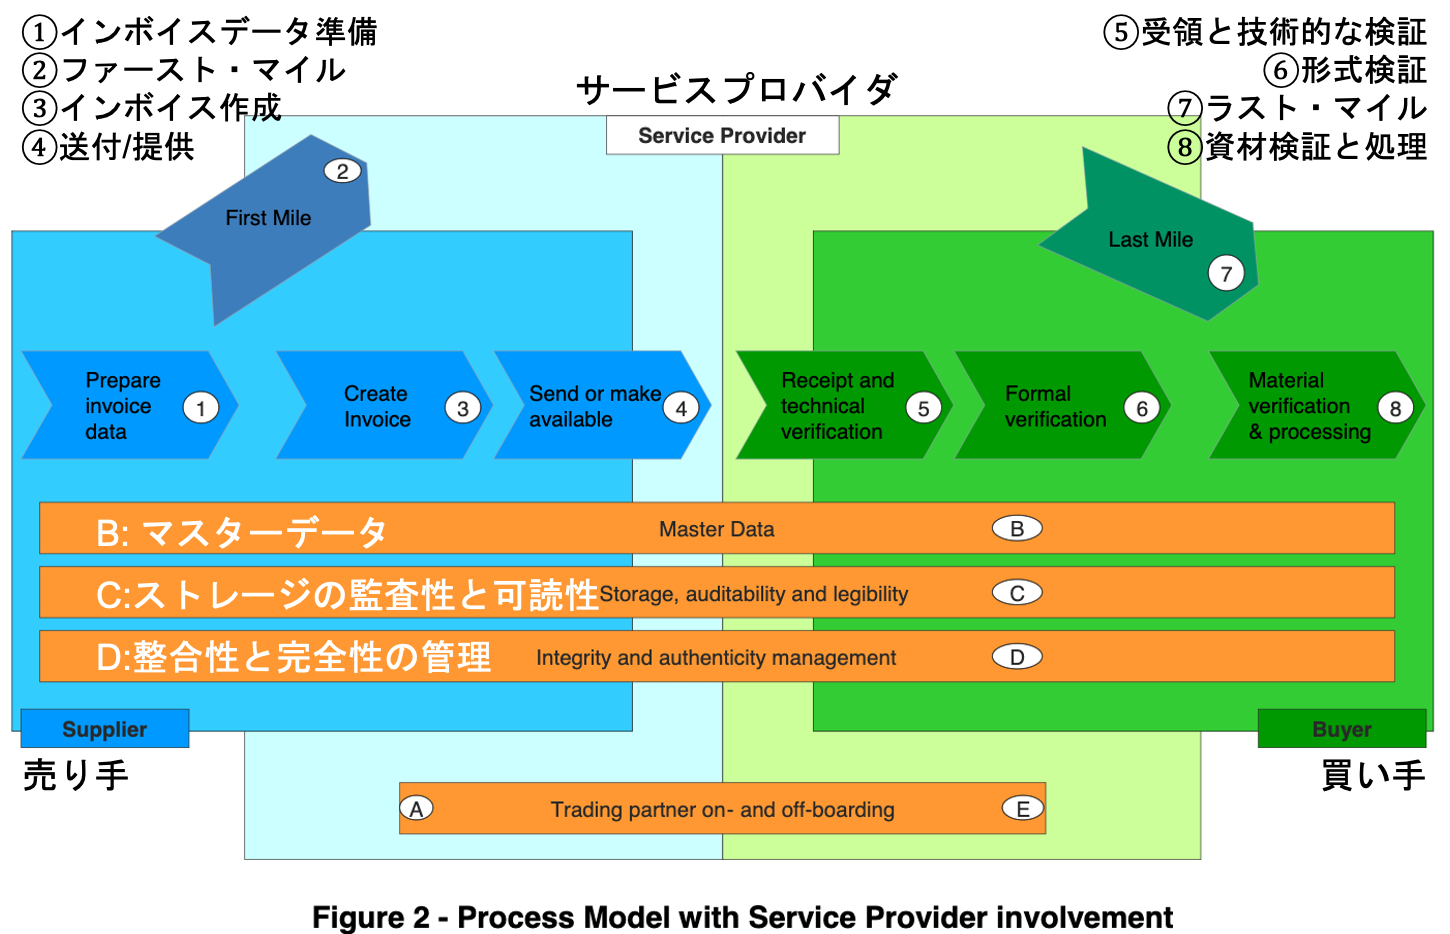 ①インボイスデータ準備
②ファースト・マイル
③インボイス作成
④送付/提供
⑤受領と技術的な検証
⑥形式検証
⑦ラスト・マイル
⑧資材検証と処理
サービスプロバイダ
Service Provider
First Mile
2
Last Mile
7
Prepare
invoice
data
1
Create
Invoice
3
Send or make
available
4
Receipt and
technical
verification
5
Formal
verification
6
Material
verification
& processing
8
B: マスターデータ
Master Data
B
C:ストレージの監査性と可読性
Storage, auditability and legibility
C
D:整合性と完全性の管理
Integrity and authenticity management
D
Supplier
売り手
Buyer
買い手
A
Trading partner on- and off-boarding
E
Figure 2 - Process Model with Service Provider involvement